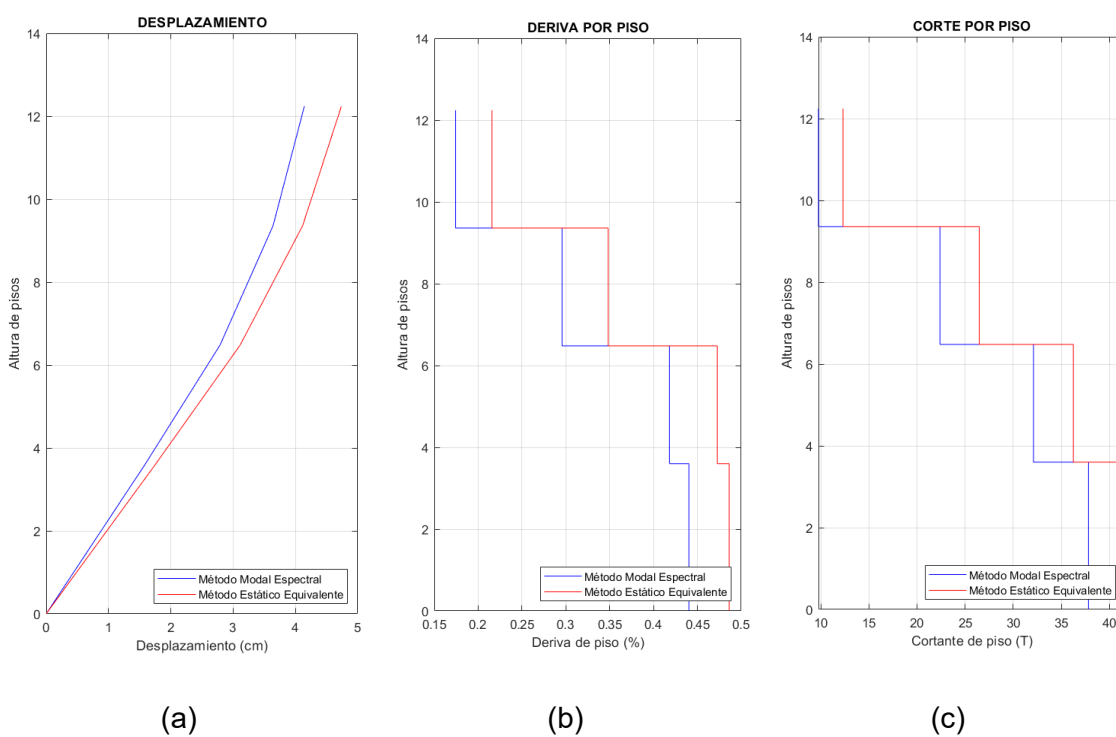 DESPLAZAMIENTO
14
12
10
8
6
4
2
0
Altura de pisos
0 1 2 3 4 5
Desplazamiento (cm)
Método Modal Espectral
Método Estático Equivalente
(a)
DERIVA POR PISO
14
12
10
8
6
4
2
0
Altura de pisos
0.15 0.2 0.25 0.3 0.35 0.4 0.45 0.5
Deriva de piso (%)
Método Modal Espectral
Método Estático Equivalente
(b)
CORTE POR PISO
14
12
10
8
6
4
2
0
Altura de pisos
10 15 20 25 30 35 40
Cortante de piso (T)
Método Modal Espectral
Método Estático Equivalente
(c)